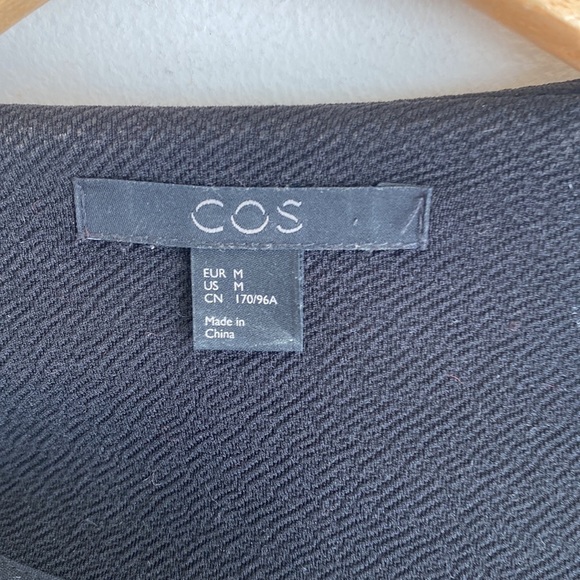 COS
EUR M
US M
CN 170/96A
Made in
China